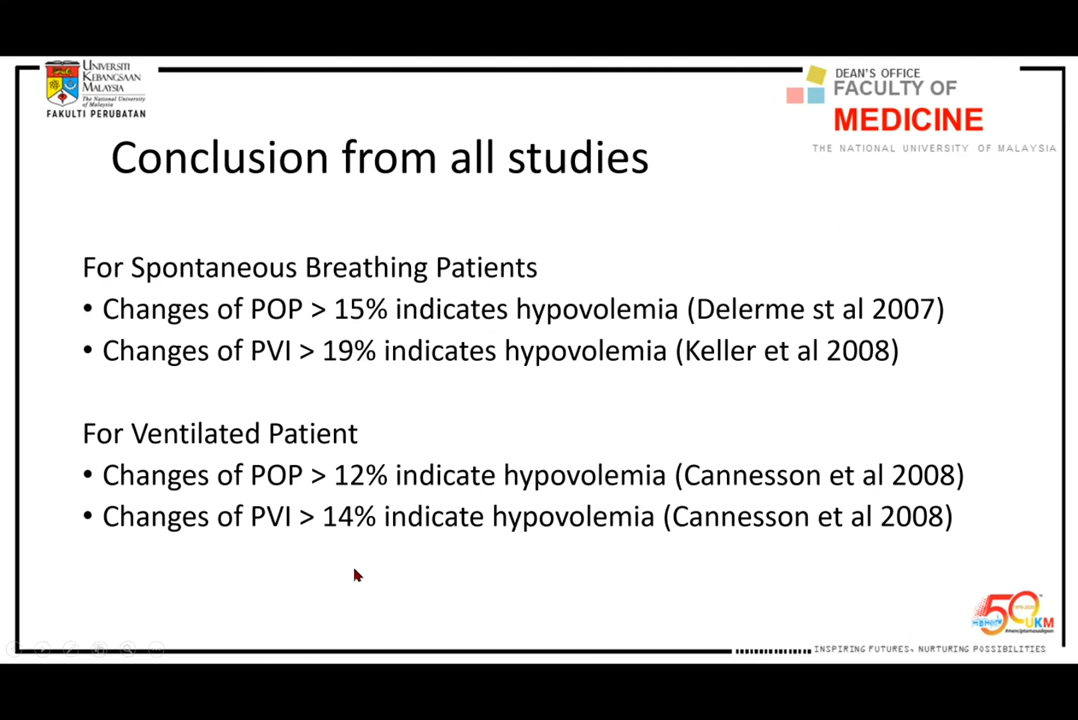 UNIVERSITI
KEBANGSAAN
MALAYSIA
The National University
of Malaysia
FAKULTI PERUBATAN
DEAN'S OFFICE
FACULTY OF
MEDICINE
THE NATIONAL UNIVERSITY OF MALAYSIA
Conclusion from all studies
For Spontaneous Breathing Patients
• Changes of POP > 15% indicates hypovolemia (Delerme st al 2007)
• Changes of PVI > 19% indicates hypovolemia (Keller et al 2008)
For Ventilated Patient
• Changes of POP > 12% indicate hypovolemia (Cannesson et al 2008)
• Changes of PVI > 14% indicate hypovolemia (Cannesson et al 2008)
50
UKM
INSPIRING FUTURES, NURTURING POSSIBILITIES